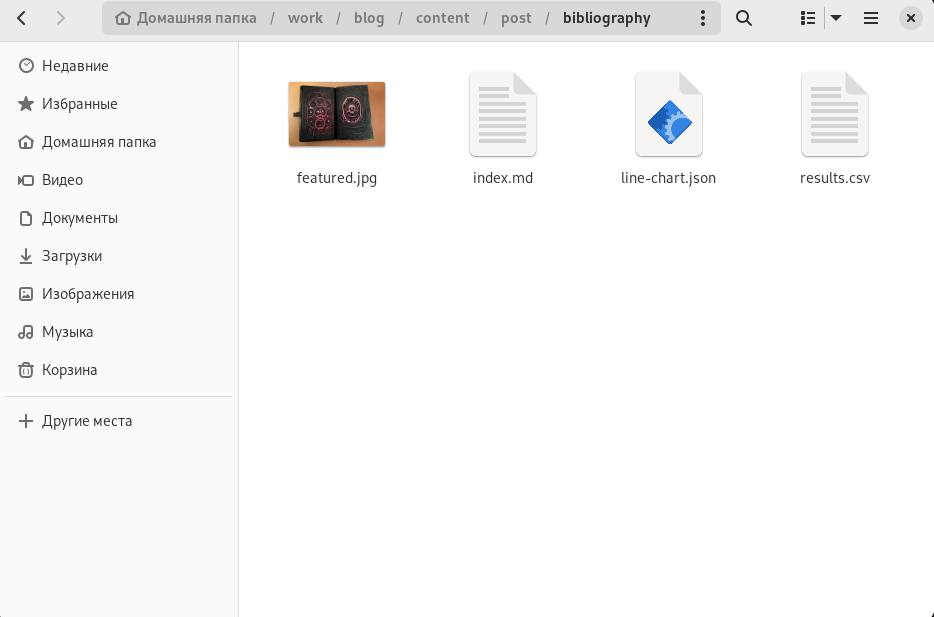 Домашняя папка / work / blog / content / post / bibliography
Недавние
Избранные
Домашняя папка
Видео
Документы
Загрузки
Изображения
Музыка
Корзина
Другие места
featured.jpg
index.md
line-chart.json
results.csv